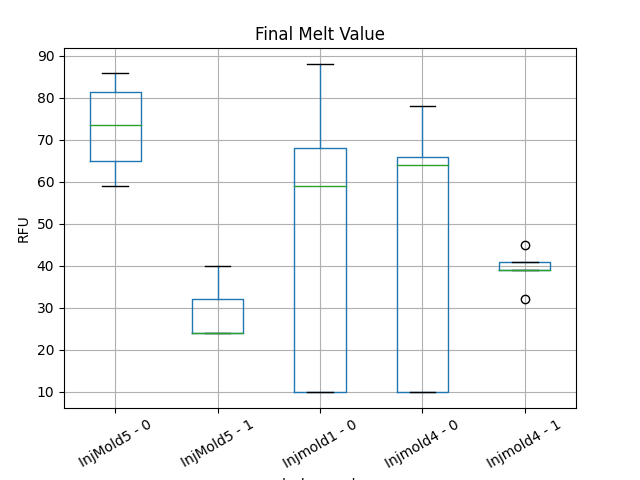 Final Melt Value
90
80
70
60
50
40
30
20
10
RFU
InjMold5 - 0
InjMold5 - 1
Injmold1 - 0
Injmold4 - 0
Injmold4 - 1